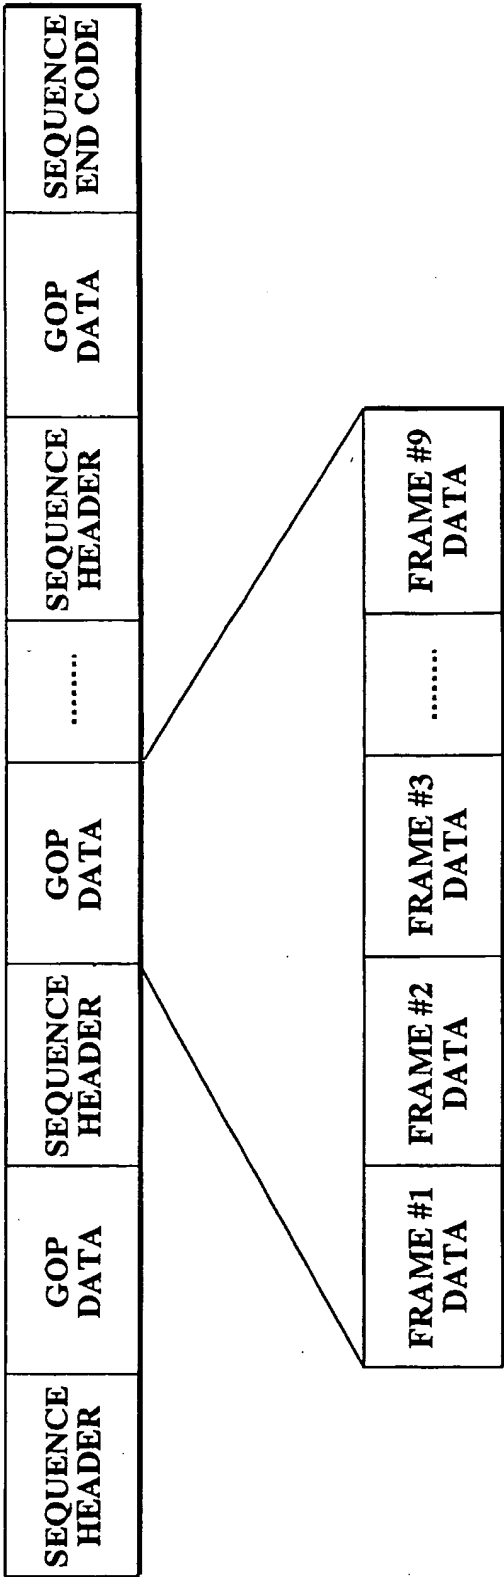 SEQUENCE
HEADER
GOP
DATA
SEQUENCE
HEADER
GOP
DATA
........
SEQUENCE
HEADER
GOP
DATA
SEQUENCE
END CODE
FRAME #1
DATA
FRAME #2
DATA
FRAME #3
DATA
........
FRAME #9
DATA